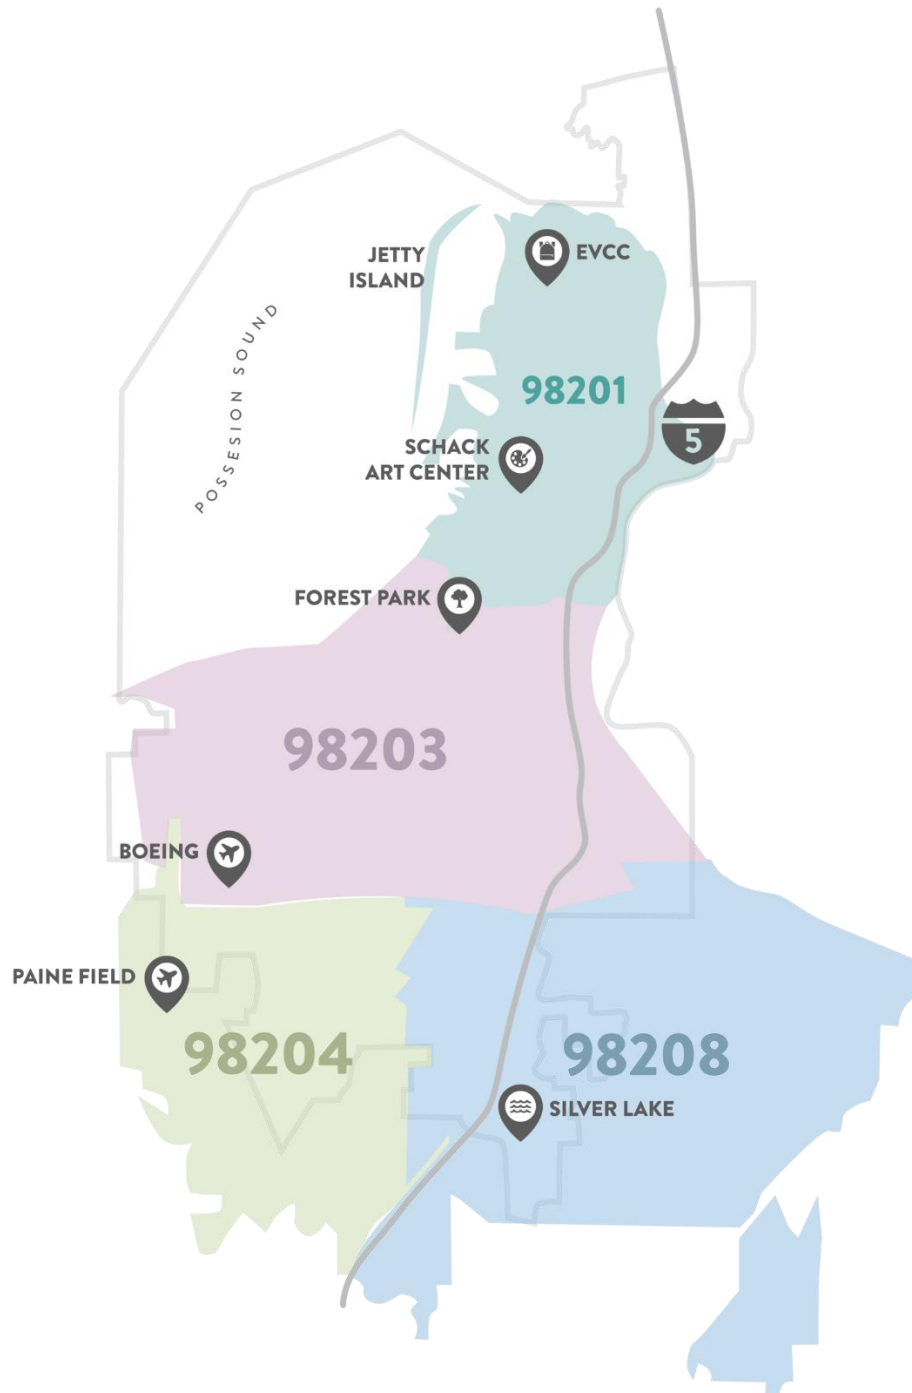 JETTY
ISLAND
EVCC
POSSESION SOUND
98201
5
SCHACK
ART CENTER
FOREST PARK
98203
BOEING
PAINE FIELD
98204
98208
SILVER LAKE